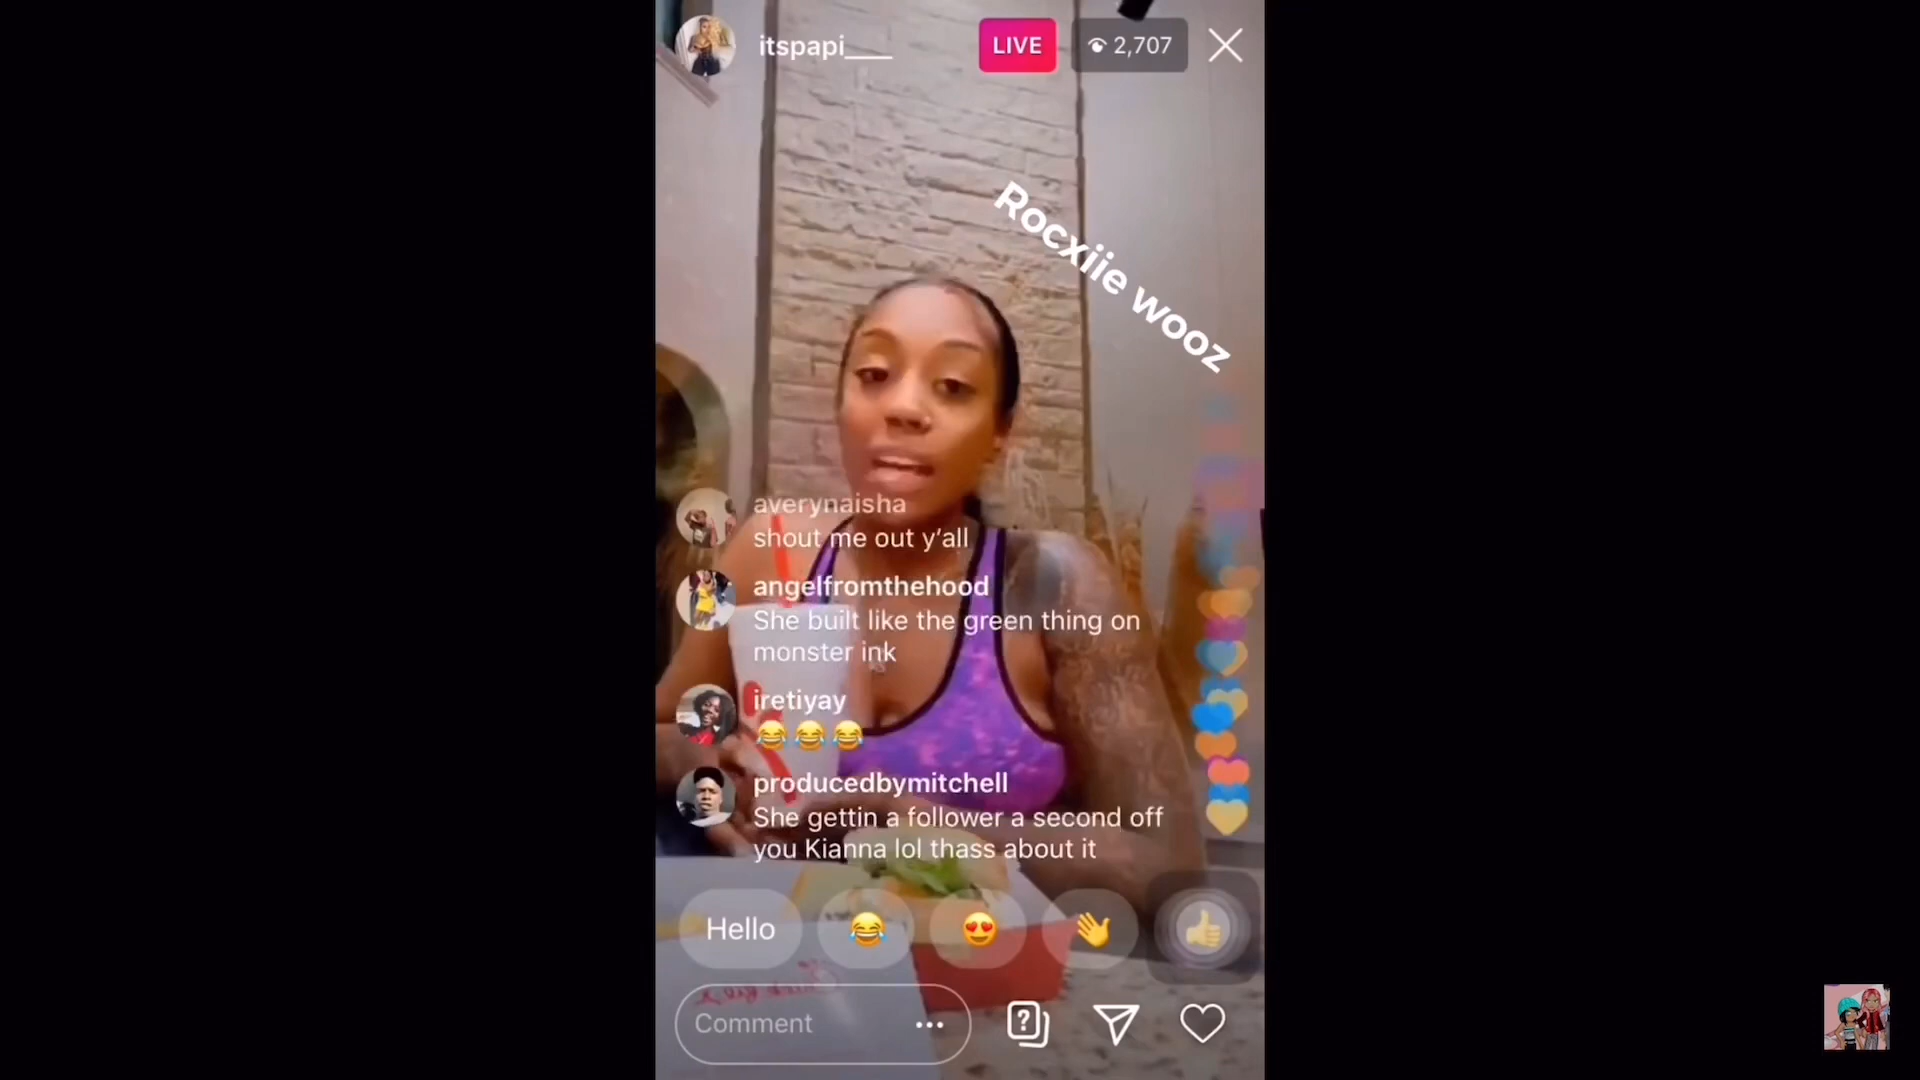 itspapi____
LIVE
2,707
Rocxiie wooz
averynaisha
shout me out y’all
angelfromthehood
She built like the green thing on
monster ink
iretiyay
😂😂😂
producedbymitchell
She gettin a follower a second off
you Kianna lol thass about it
Hello
Comment